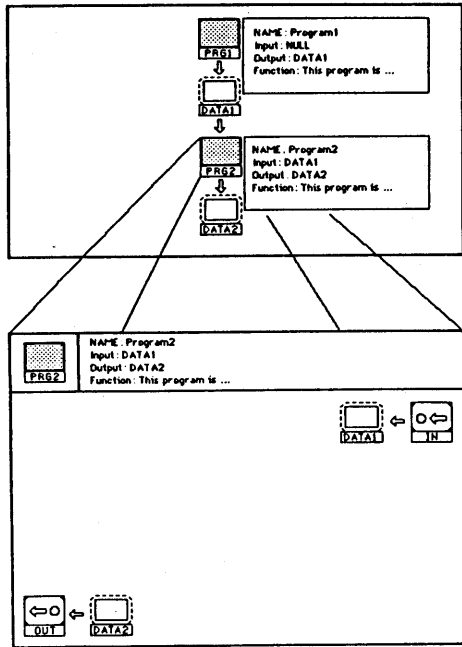 PRG1
NAME: Program1
Input: NULL
Output: DATA1
Function: This program is ...
DATA1
PRG2
NAME. Program2
Input: DATA1
Output. DATA2
Function: This program is ...
DATA2
PRG2
NAME. Program2
Input: DATA1
Output: DATA2
Function: This program is ...
DATA1
IN
OUT
DATA2